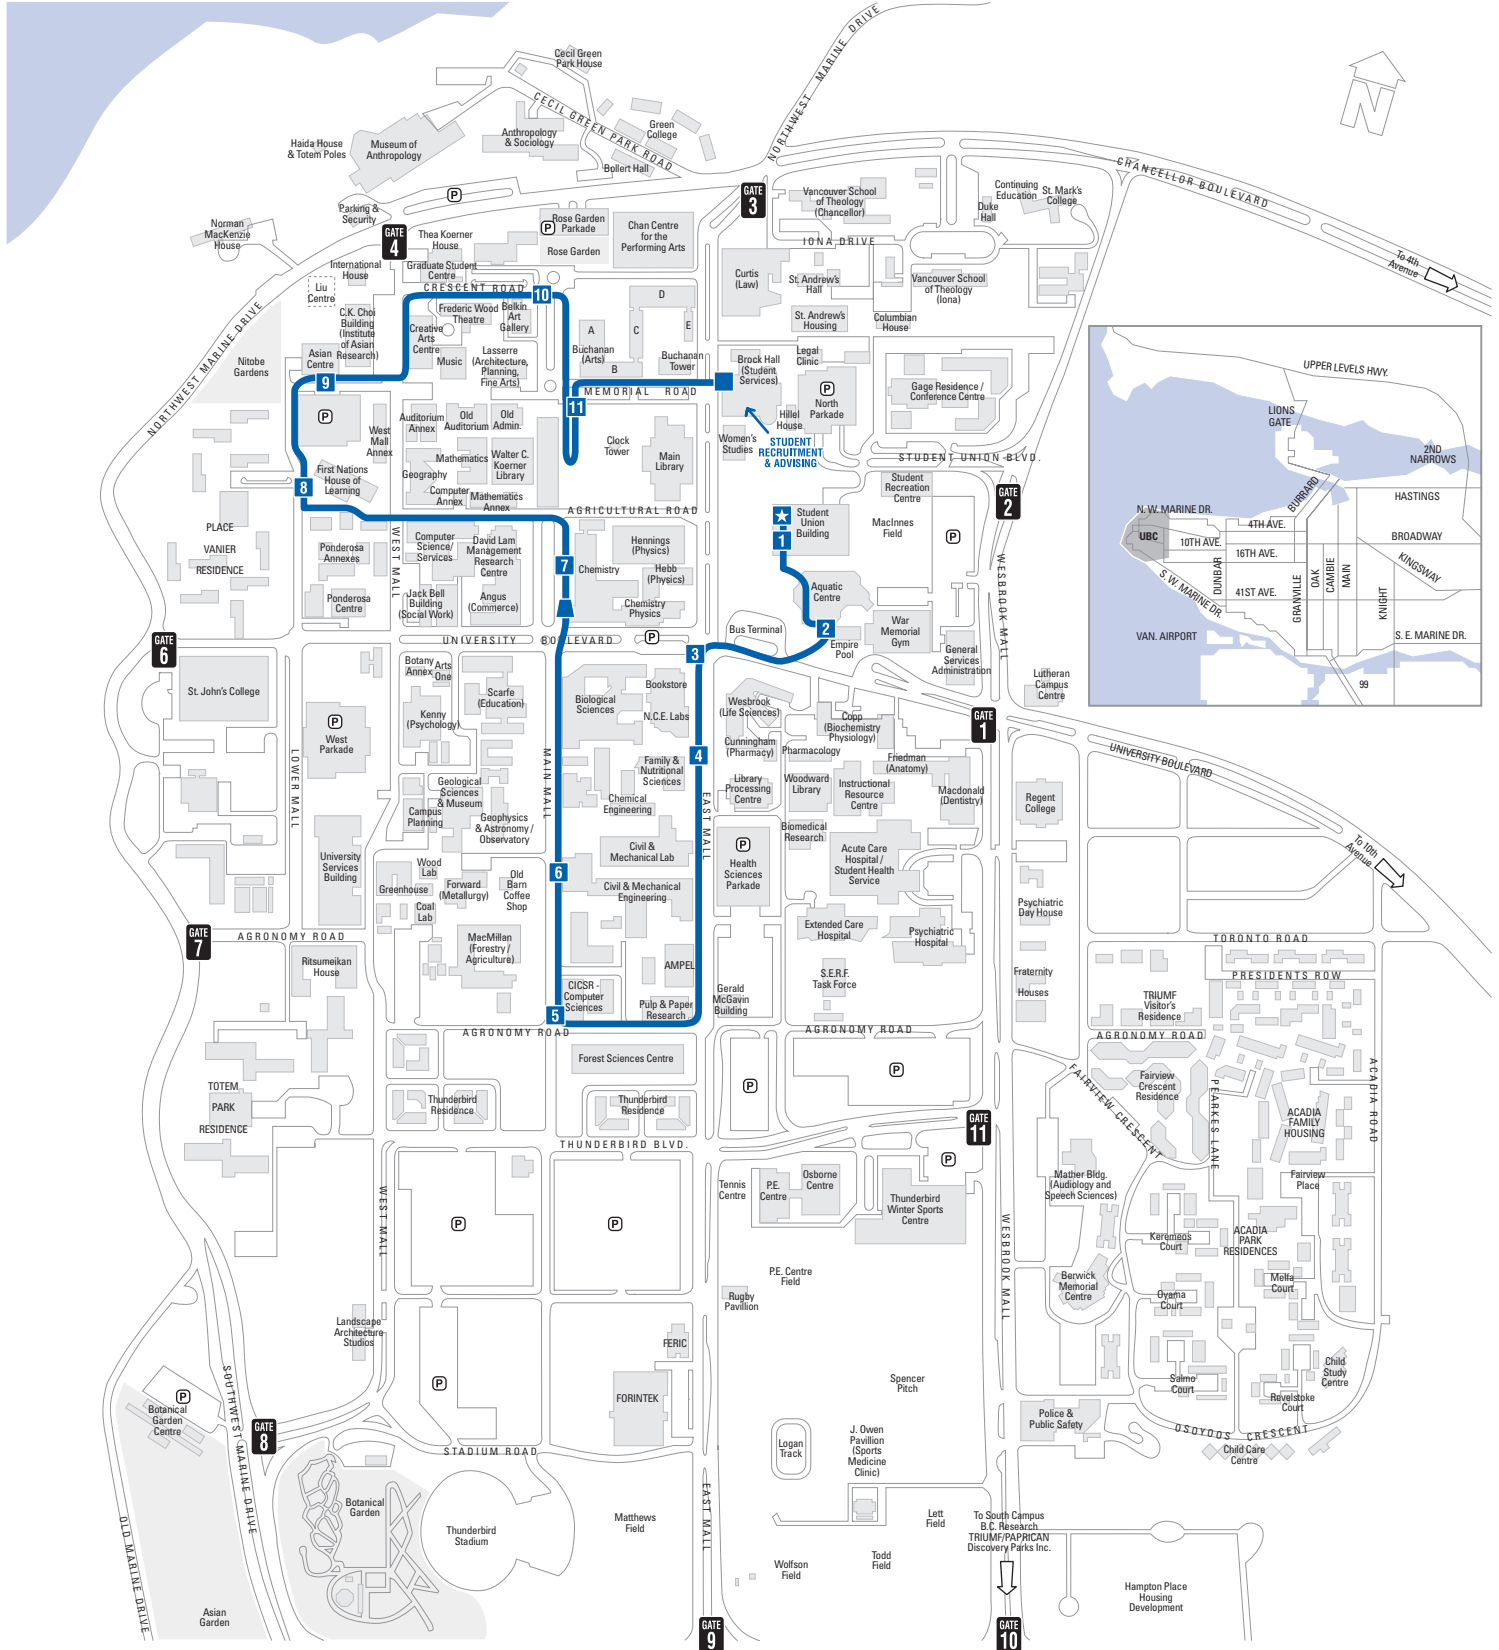 Cecil Green
Park House
CECIL GREEN PARK ROAD
NORTHWEST MARINE DRIVE
N
Green
College
Anthropology
& Sociology
Haida House
& Totem Poles
Museum of
Anthropology
Bollert Hall
CHANCELLOR BOULEVARD
To 4th
Avenue
P
GATE
3
Vancouver School
of Theology
(Chancellor)
Continuing
Education
St. Mark's
College
Duke
Hall
Parking &
Security
Norman
MacKenzie
House
GATE
4
Thea Koerner
House
P
Rose Garden
Parkade
Rose Garden
Chan Centre
for the
Performing Arts
IONA DRIVE
International
House
Graduate Student
Centre
Curtis
(Law)
St. Andrew's
Hall
Vancouver School
of Theology
(Iona)
Liu
Centre
CRESCENT ROAD
10
D
C.K. Choi
Building
(Institute
of Asian
Research)
Frederic Wood
Theatre
Belkin
Art
Gallery
A
C
E
St. Andrew's
Housing
Columbian
House
Creative
Arts
Centre
NORTHWEST MARINE DRIVE
Nitobe
Gardens
Asian
Centre
Music
Lasserre
(Architecture,
Planning,
Fine Arts)
Buchanan
(Arts)
B
Buchanan
Tower
Brock Hall
(Student
Services)
Legal
Clinic
9
MEMORIAL ROAD
P
North
Parkade
Gage Residence /
Conference Centre
11
P
West
Mall
Annex
Auditorium
Annex
Old
Auditorium
Old
Admin.
Hillel
House
Women's
Studies
STUDENT
RECRUITMENT
& ADVISING
Clock
Tower
Main
Library
Mathematics
Walter C.
Koerner
Library
Geography
STUDENT UNION BLVD.
First Nations
House of
Learning
8
Computer
Annex
Mathematics
Annex
Student
Recreation
Centre
GATE
2
AGRICULTURAL ROAD
PLACE
VANIER
RESIDENCE
WEST MALL
Student
Union
Building
1
MacInnes
Field
P
Ponderosa
Annexes
Computer
Science/
Services
David Lam
Management
Research
Centre
7
Chemistry
Hennings
(Physics)
Hebb
(Physics)
WESBROOK MALL
Ponderosa
Centre
Jack Bell
Building
(Social Work)
Angus
(Commerce)
Chemistry
Physics
Aquatic
Centre
GATE
6
UNIVERSITY BOULEVARD
P
Bus Terminal
2
Empire
Pool
War
Memorial
Gym
General
Services
Administration
3
St. John's College
Botany
Annex
Arts
One
Scarfe
(Education)
Kenny
(Psychology)
Biological
Sciences
Bookstore
N.C.E. Labs
Wesbrook
(Life Sciences)
Lutheran
Campus
Centre
P
West
Parkade
Copp
(Biochemistry
Physiology)
GATE
1
Cunningham
(Pharmacy)
Pharmacology
Friedman
(Anatomy)
UNIVERSITY BOULEVARD
LOWER MALL
MAIN MALL
4
Family &
Nutritional
Sciences
EAST MALL
Library
Processing
Centre
Woodward
Library
Instructional
Resource
Centre
Macdonald
(Dentistry)
Regent
College
Geological
Sciences
& Museum
Campus
Planning
Geophysics
& Astronomy /
Observatory
Chemical
Engineering
Biomedical
Research
To 10th
Avenue
University
Services
Building
Civil &
Mechanical Lab
P
Health
Sciences
Parkade
Acute Care
Hospital /
Student Health
Service
6
Wood
Lab
Greenhouse
Forward
(Metallurgy)
Old
Barn
Coffee
Shop
Coal
Lab
Civil & Mechanical
Engineering
Psychiatric
Day House
GATE
7
AGRONOMY ROAD
MacMillan
(Forestry /
Agriculture)
Extended Care
Hospital
Psychiatric
Hospital
TORONTO ROAD
Ritsumeikan
House
AMPEL
S.E.R.F.
Task Force
Fraternity
Houses
PRESIDENTS ROW
CICSR -
Computer
Sciences
Pulp & Paper
Research
Gerald
McGavin
Building
TRIUMF
Visitor's
Residence
5
AGRONOMY ROAD
AGRONOMY ROAD
AGRONOMY ROAD
Forest Sciences Centre
P
P
FAIRVIEW CRESCENT
Fairview
Crescent
Residence
PEARKES LANE
ACADIA ROAD
TOTEM
PARK
RESIDENCE
Thunderbird
Residence
Thunderbird
Residence
ACADIA
FAMILY
HOUSING
GATE
11
THUNDERBIRD BLVD.
P
Tennis
Centre
P.E.
Centre
Osborne
Centre
Thunderbird
Winter Sports
Centre
Mather Bldg.
(Audiology and
Speech Sciences)
Fairview
Place
WEST MALL
P
P
WESBROOK MALL
Keremeos
Court
ACADIA
PARK
RESIDENCES
P.E. Centre
Field
Rugby
Pavilion
Berwick
Memorial
Centre
Oyama
Court
Melfa
Court
Landscape
Architecture
Studios
FERIC
P
FORINTEK
Spencer
Pitch
Salmo
Court
Child
Study
Centre
Revelstoke
Court
P
Botanical
Garden
Centre
SOUTHWEST MARINE DRIVE
GATE
8
STADIUM ROAD
Logan
Track
J. Owen
Pavilion
(Sports
Medicine
Clinic)
Police &
Public Safety
OSOYOOS CRESCENT
Child Care
Centre
OLD MARINE DRIVE
Botanical
Garden
Thunderbird
Stadium
Matthews
Field
EAST MALL
Lett
Field
To South Campus
B.C. Research
TRIUMF/PAPRICAN
Discovery Parks Inc.
Wolfson
Field
Todd
Field
Asian
Garden
Hampton Place
Housing
Development
GATE
9
GATE
10
UPPER LEVELS HWY.
LIONS
GATE
2ND
NARROWS
BURRARD
HASTINGS
N. W. MARINE DR.
4TH AVE.
UBC
10TH AVE.
BROADWAY
16TH AVE.
KINGSWAY
S. W. MARINE DR.
DUNBAR
41ST AVE.
GRANVILLE
OAK
CAMBIE
MAIN
KNIGHT
VAN. AIRPORT
S. E. MARINE DR.
99